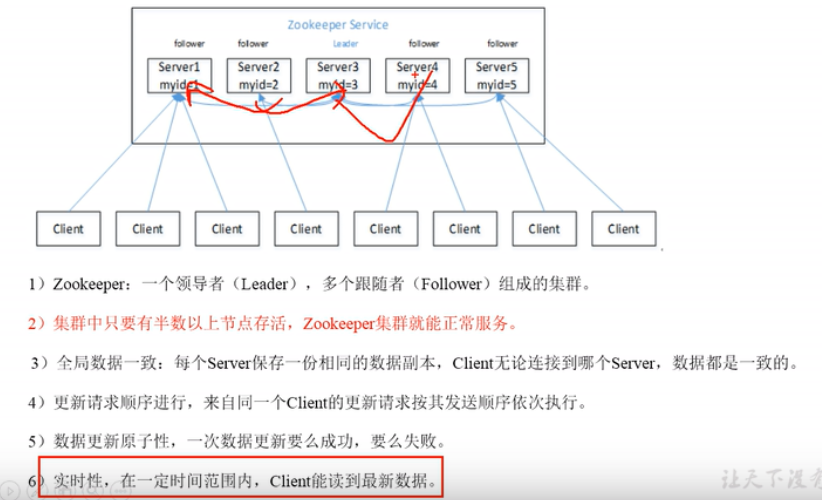 Zookeeper Service
follower follower Leader follower follower
Server1 Server2 Server3 Server4 Server5
myid=1 myid=2 myid=3 myid=4 myid=5
Client Client Client Client Client Client Client Client
1）Zookeeper：一个领导者（Leader），多个跟随者（Follower）组成的集群。
2）集群中只要有半数以上节点存活，Zookeeper集群就能正常服务。
3）全局数据一致：每个Server保存一份相同的数据副本，Client无论连接到哪个Server，数据都是一致的。
4）更新请求顺序进行，来自同一个Client的更新请求按其发送顺序依次执行。
5）数据更新原子性，一次数据更新要么成功，要么失败。
6）实时性，在一定时间范围内，Client能读到最新数据。
让天下没